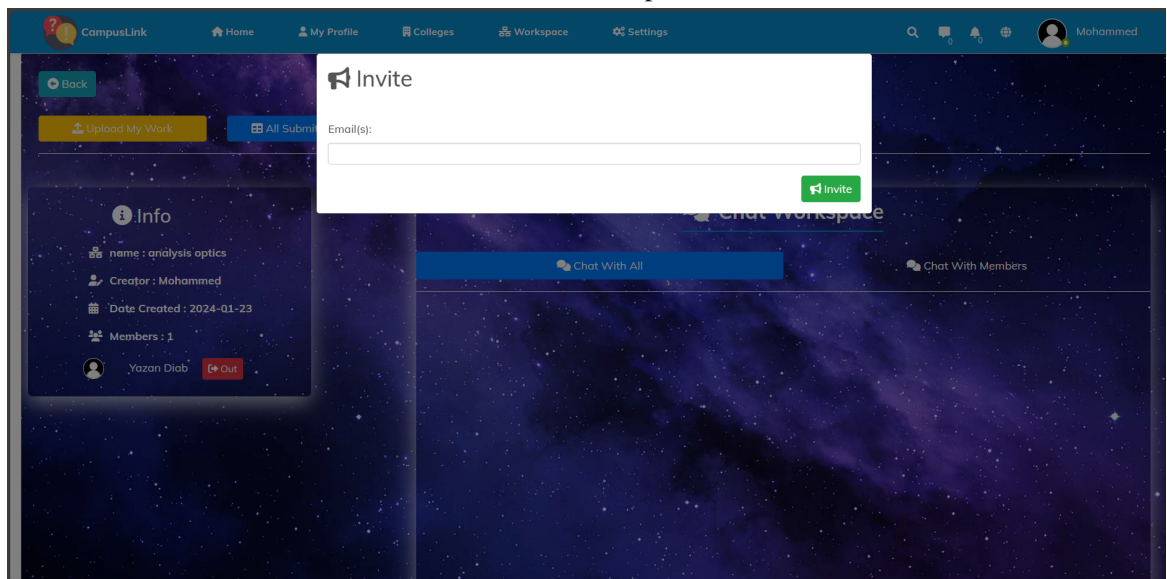 CampusLink Home My Profile Colleges Workspace Settings 0 0 Mohammed
Back
Invite
Upload My Work All Submit
Email(s):
Invite
Info
Chat Workspace
name : analysis optics
Chat With All Chat With Members
Creator : Mohammed
Date Created : 2024-01-23
Members : 1
Yazan Diab Out